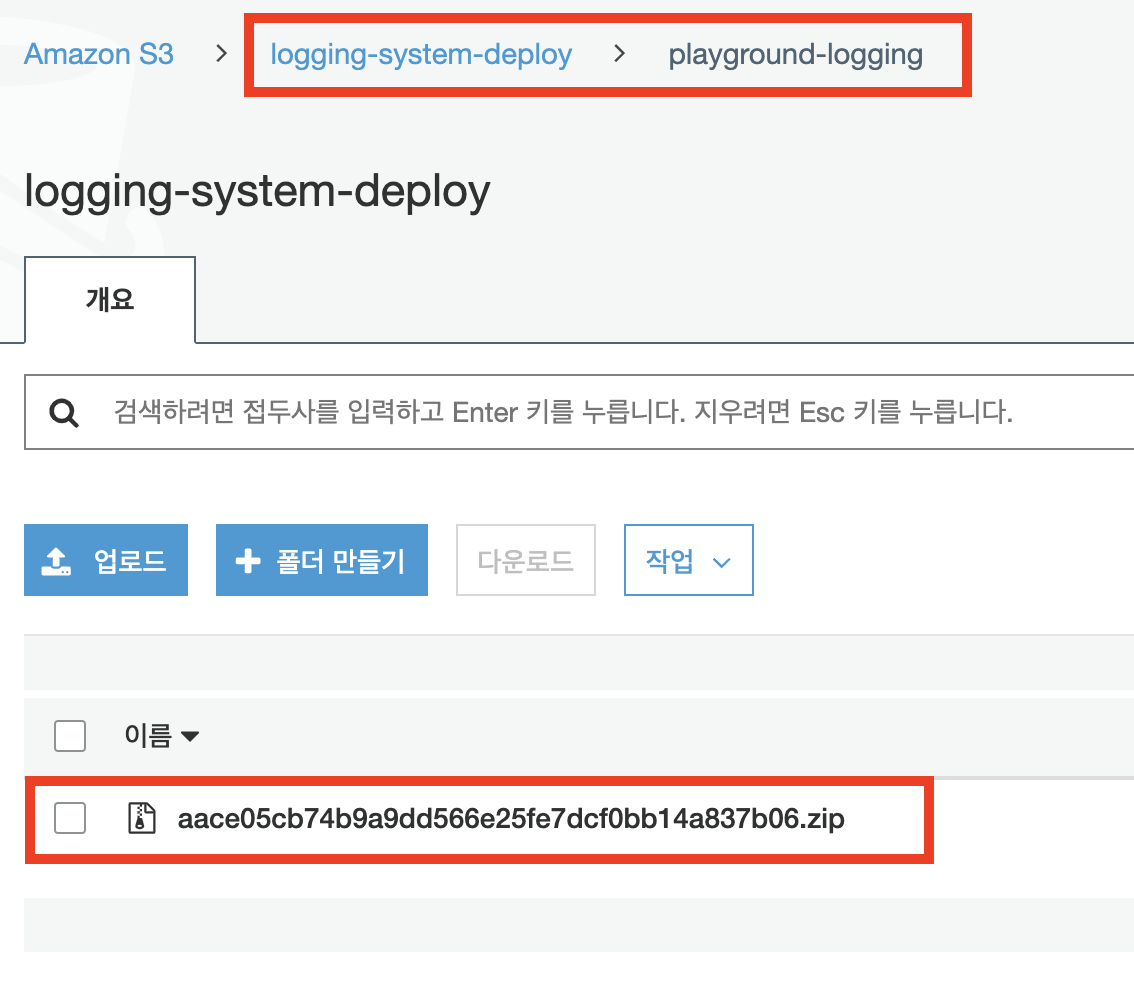 Amazon S3 > logging-system-deploy > playground-logging
logging-system-deploy
개요
검색하려면 접두사를 입력하고 Enter 키를 누릅니다. 지우려면 Esc 키를 누릅니다.
업로드 폴더 만들기 다운로드 작업
이름
aace05cb74b9a9dd566e25fe7dcf0bb14a837b06.zip